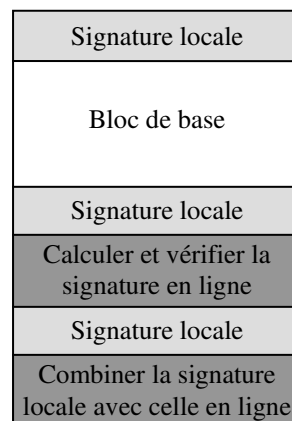 Signature locale
Bloc de base
Signature locale
Calculer et vérifier la
signature en ligne
Signature locale
Combiner la signature
locale avec celle en ligne